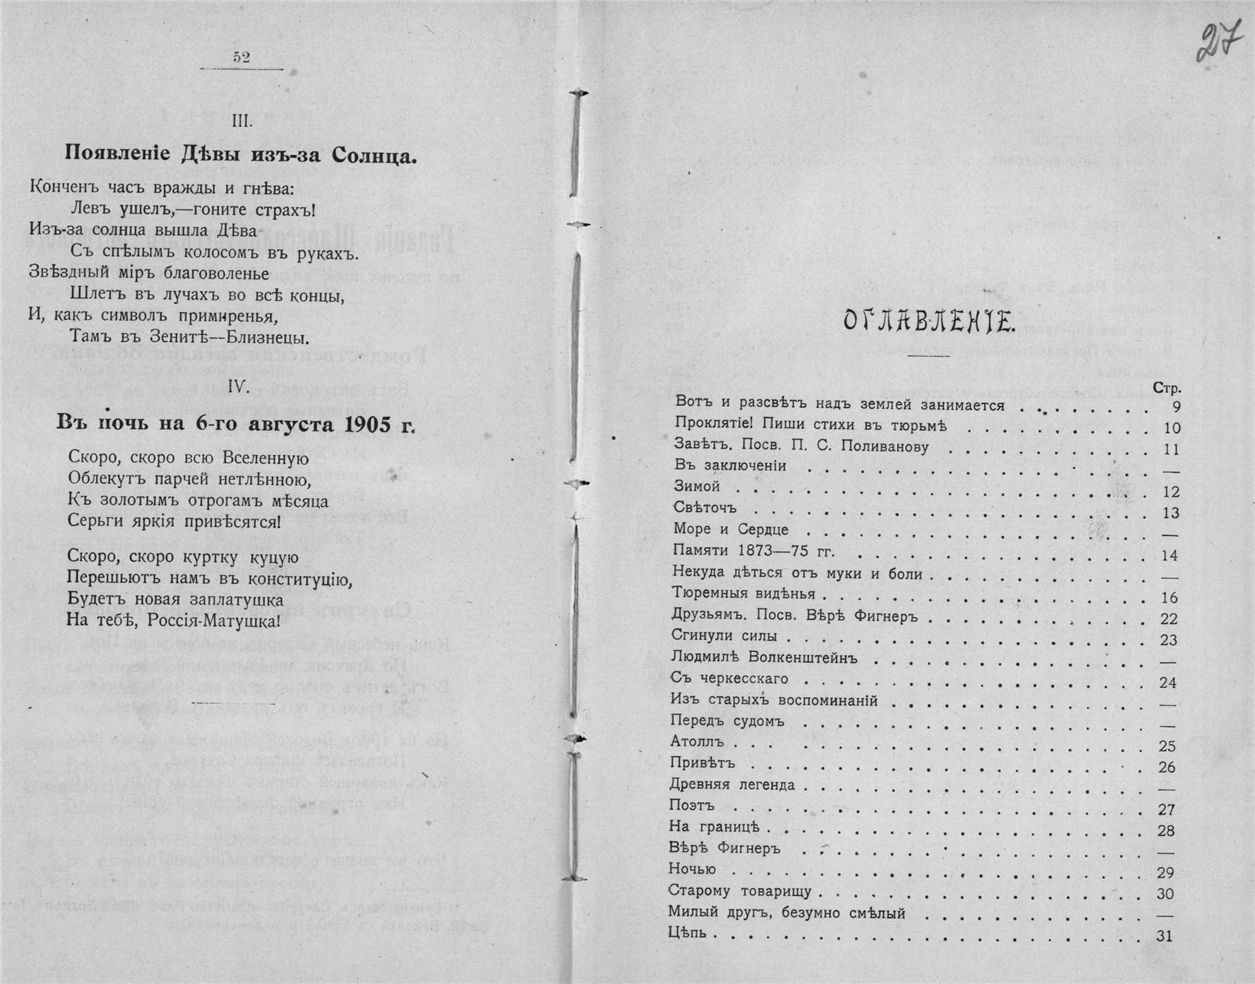 52
III.
Появленіе Дѣвы изъ-за Солнца.
Конченъ часъ вражды и гнѣва:
Левъ ушелъ,—гоните страхъ!
Изъ-за солнца вышла Дѣва
Съ спѣлымъ колосомъ въ рукахъ.
Звѣздный міръ благоволенье
Шлетъ въ лучахъ во всѣ концы,
И, какъ символъ примиренья,
Тамъ въ Зенитѣ—Близнецы.
IV.
Въ ночь на 6-го августа 1905 г.
Скоро, скоро всю Вселенную
Облекутъ парчей нетлѣнною,
Къ золотымъ отрогамъ мѣсяца
Серьги яркія привѣсятся!
Скоро, скоро куртку куцую
Перешьютъ намъ въ конституцію,
Будетъ новая заплатушка
На тебѣ, Россія-Матушка!
27
ОГЛАВЛЕНІЕ.
Стр.
Вотъ и разсвѣтъ надъ землей занимается . . . . . . . . 9
Проклятіе! Пиши стихи въ тюрьмѣ . . . . . . . . . . 10
Завѣтъ. Посв. П. С. Поливанову . . . . . . . . . . . 11
Въ заключеніи . . . . . . . . . . . . . . . . . . —
Зимой . . . . . . . . . . . . . . . . . . . . . 12
Свѣточъ . . . . . . . . . . . . . . . . . . . . 13
Море и Сердце . . . . . . . . . . . . . . . . . . —
Памяти 1873—75 гг. . . . . . . . . . . . . . . . 14
Некуда дѣться отъ муки и боли . . . . . . . . . . . . —
Тюремныя видѣнья . . . . . . . . . . . . . . . . . 16
Друзьямъ. Посв. Вѣрѣ Фигнеръ . . . . . . . . . . . . 22
Сгинули силы . . . . . . . . . . . . . . . . . . . 23
Людмилѣ Волкенштейнъ . . . . . . . . . . . . . . . —
Съ черкесскаго . . . . . . . . . . . . . . . . . . 24
Изъ старыхъ воспоминаній . . . . . . . . . . . . . . —
Передъ судомъ . . . . . . . . . . . . . . . . . . —
Атоллъ . . . . . . . . . . . . . . . . . . . . . 25
Привѣтъ . . . . . . . . . . . . . . . . . . . . 26
Древняя легенда . . . . . . . . . . . . . . . . . . —
Поэтъ . . . . . . . . . . . . . . . . . . . . . 27
На границѣ . . . . . . . . . . . . . . . . . . . . 28
Вѣрѣ Фигнеръ . . . . . . . . . . . . . . . . . . —
Ночью . . . . . . . . . . . . . . . . . . . . . 29
Старому товарищу . . . . . . . . . . . . . . . . . 30
Милый другъ, безумно смѣлый . . . . . . . . . . . . —
Цѣпь . . . . . . . . . . . . . . . . . . . . . . 31